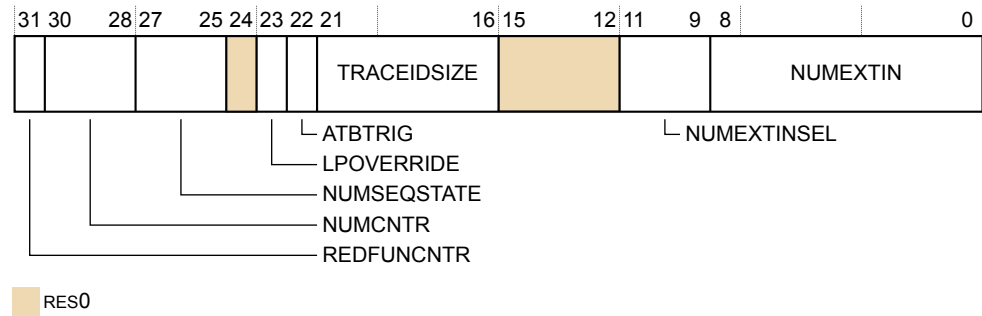 31 30 28 27 25 24 23 22 21 16 15 12 11 9 8 0
TRACEIDSIZE NUMEXTIN
ATBTRIG NUMEXTINSEL
LPOVERRIDE
NUMSEQSTATE
NUMCNTR
REDFUNCNTR
RES0